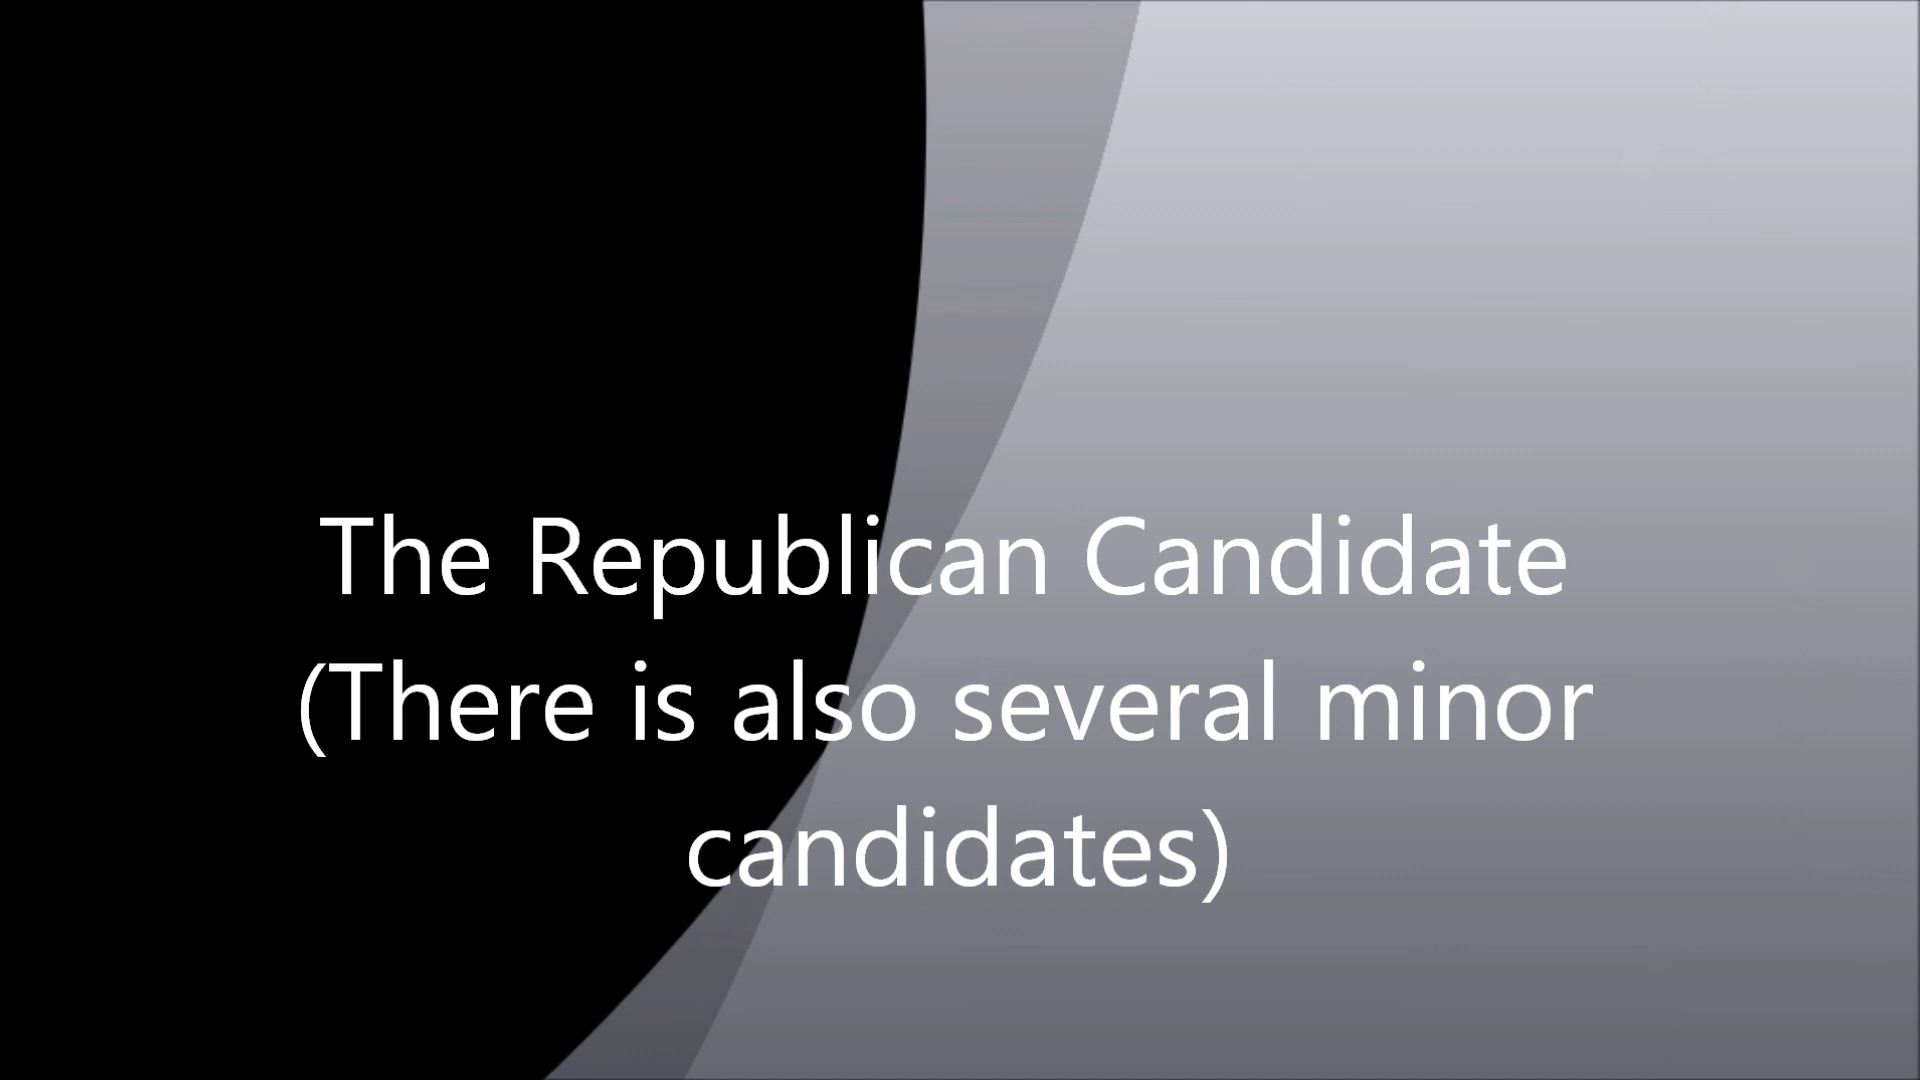 The Republican Candidate
(There is also several minor
candidates)